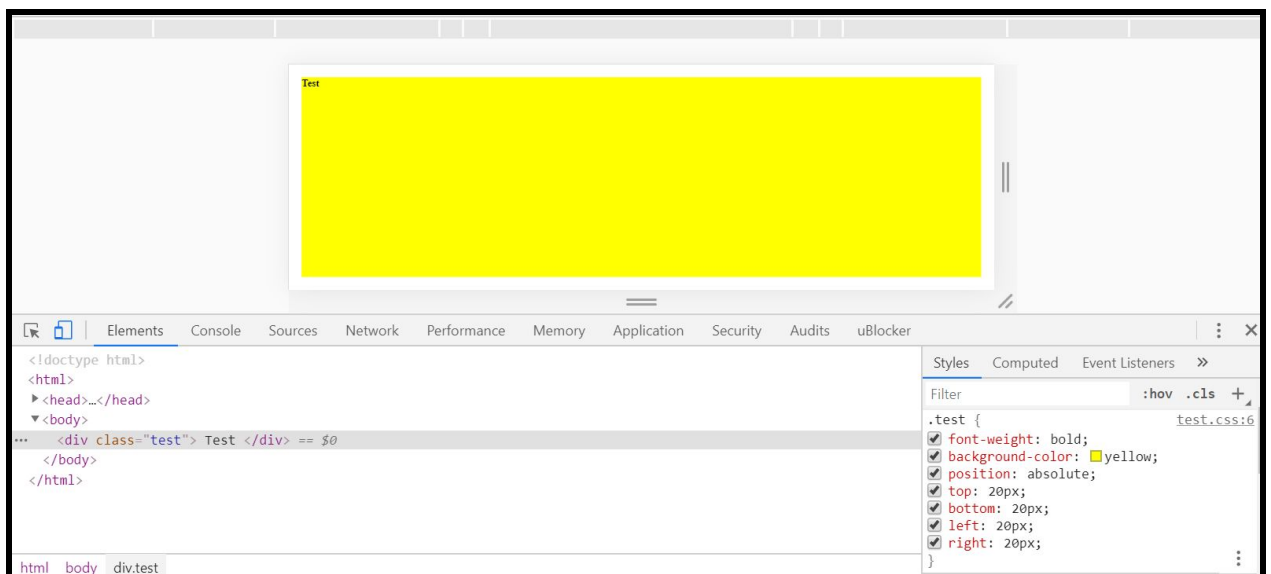 Test
Elements Console Sources Network Performance Memory Application Security Audits uBlocker
<!doctype html>
<html>
<head>…</head>
<body>
<div class="test"> Test </div> == $0
</body>
</html>
html body div.test
Styles Computed Event Listeners »
Filter :hov .cls +
.test { test.css:6
font-weight: bold;
background-color: yellow;
position: absolute;
top: 20px;
bottom: 20px;
left: 20px;
right: 20px;
}